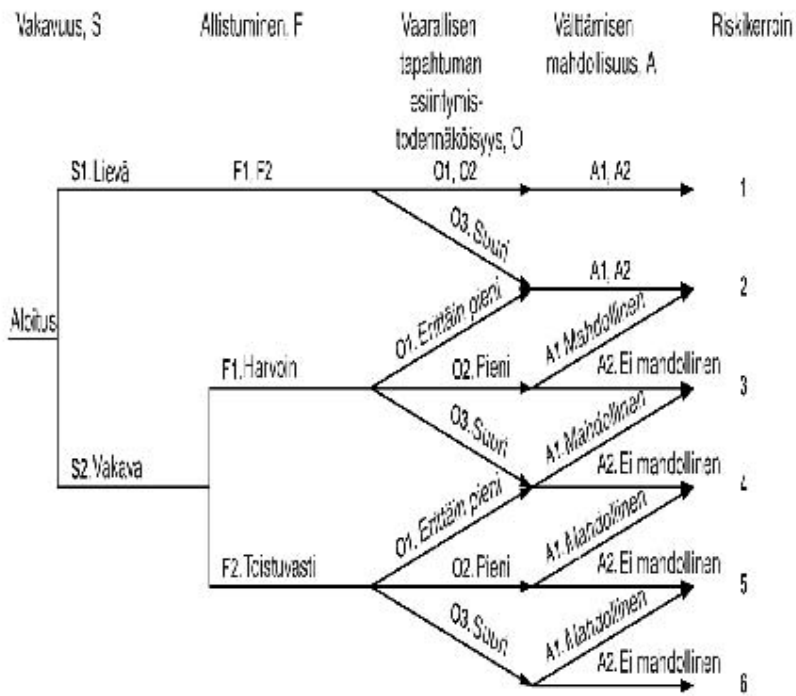 Vakavuus, S
Altistuminen, F
Vaarallisen
tapahtuman
esiintymis-
todennäköisyys, O
Välttämisen
mahdollisuus, A
Riskikerroin
S1. Lievä
F1. F2
O1, O2
A1, A2
1
O3. Suuri
A1, A2
2
Aloitus
O1. Erittäin pieni
A1. Mahdollinen
F1. Harvoin
O2. Pieni
A2. Ei mahdollinen
3
O3. Suuri
A1. Mahdollinen
S2. Vakava
A2. Ei mahdollinen
4
O1. Erittäin pieni
A1. Mahdollinen
F2. Toistuvasti
O2. Pieni
A2. Ei mahdollinen
5
O3. Suuri
A1. Mahdollinen
A2. Ei mahdollinen
6